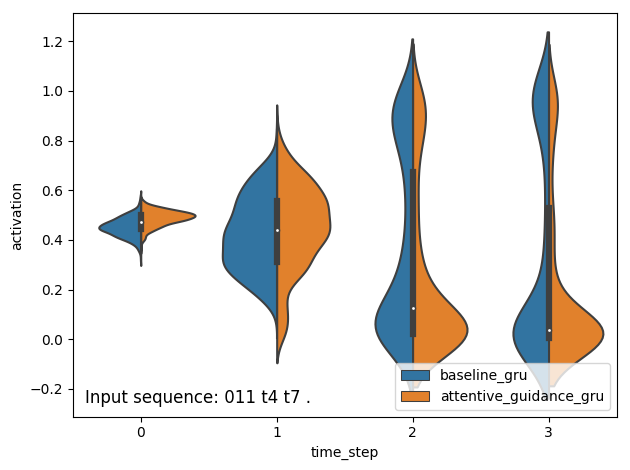 1.2
1.0
0.8
0.6
0.4
0.2
0.0
−0.2
activation
Input sequence: 011 t4 t7 .
baseline_gru
attentive_guidance_gru
0 1 2 3
time_step